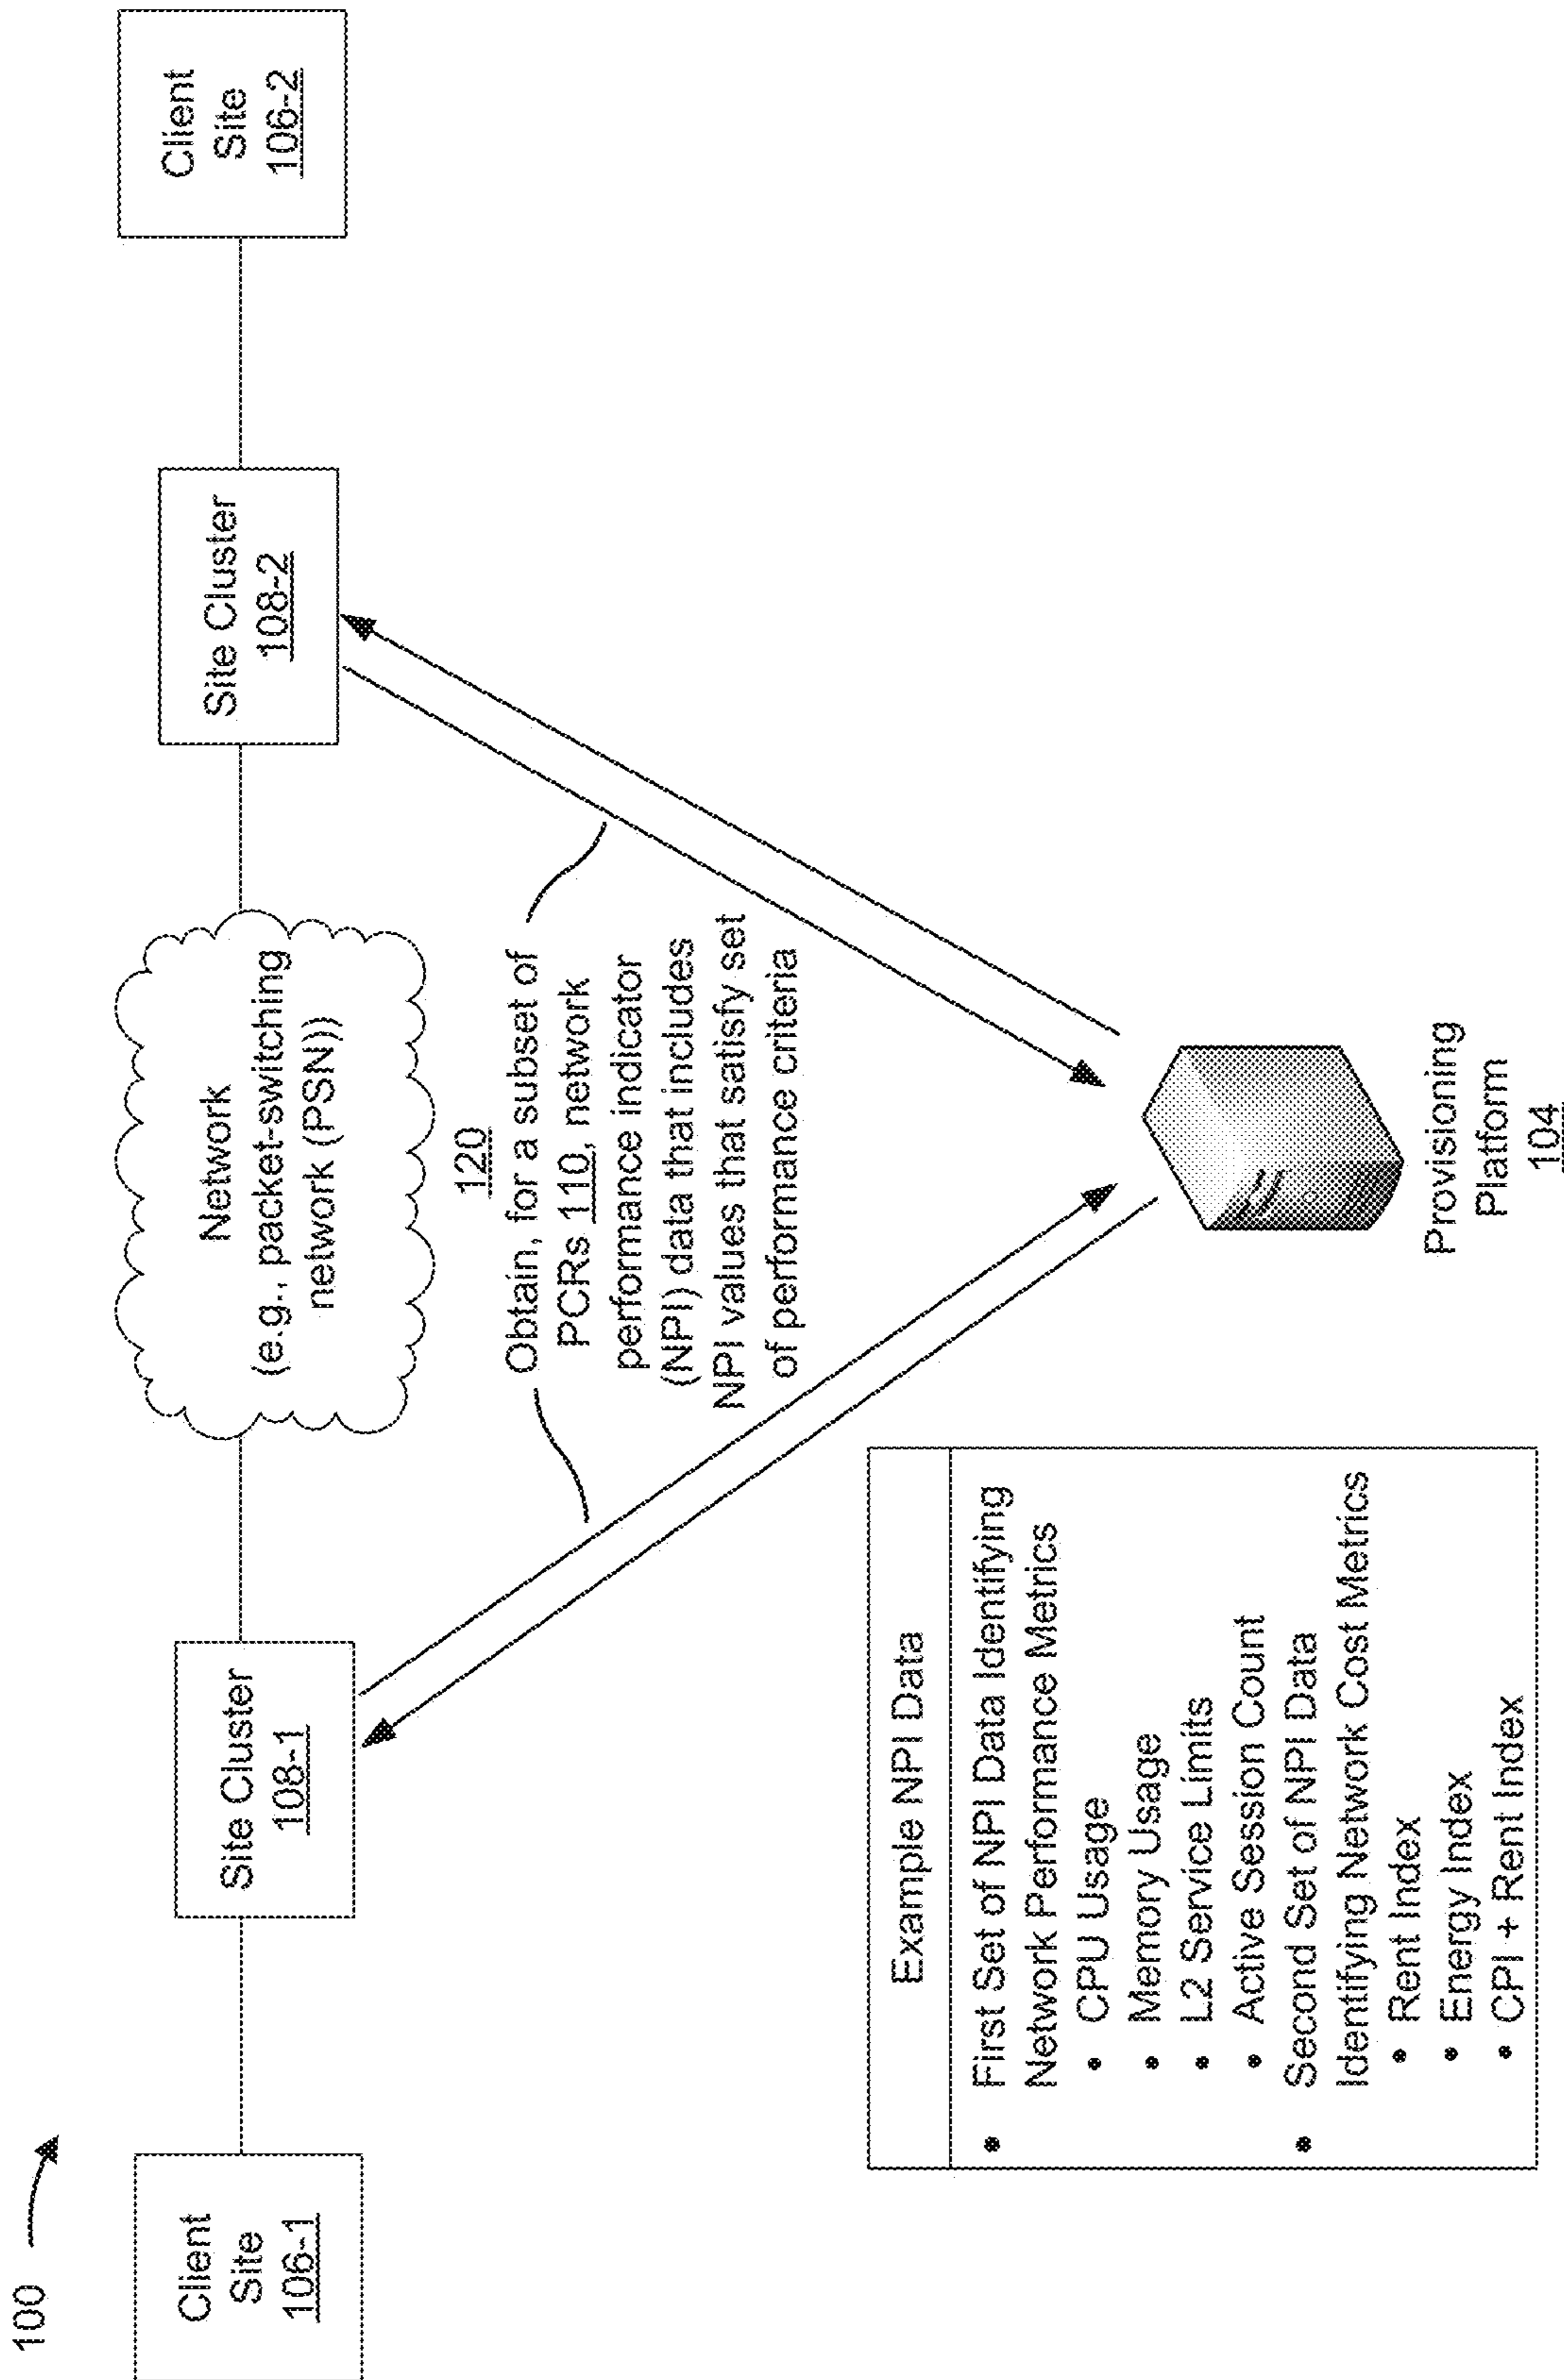 100
Client
Site
106-1
Site Cluster
108-1
Network
(e.g., packet-switching
network (PSN))
Site Cluster
108-2
Client
Site
106-2
120
Obtain, for a subset of
PCRs 110, network
performance indicator
(NPI) data that includes
NPI values that satisfy set
of performance criteria
Example NPI Data
• First Set of NPI Data Identifying
Network Performance Metrics
• CPU Usage
• Memory Usage
• L2 Service Limits
• Active Session Count
• Second Set of NPI Data
Identifying Network Cost Metrics
• Rent Index
• Energy Index
• CPI + Rent Index
Provisioning
Platform
104